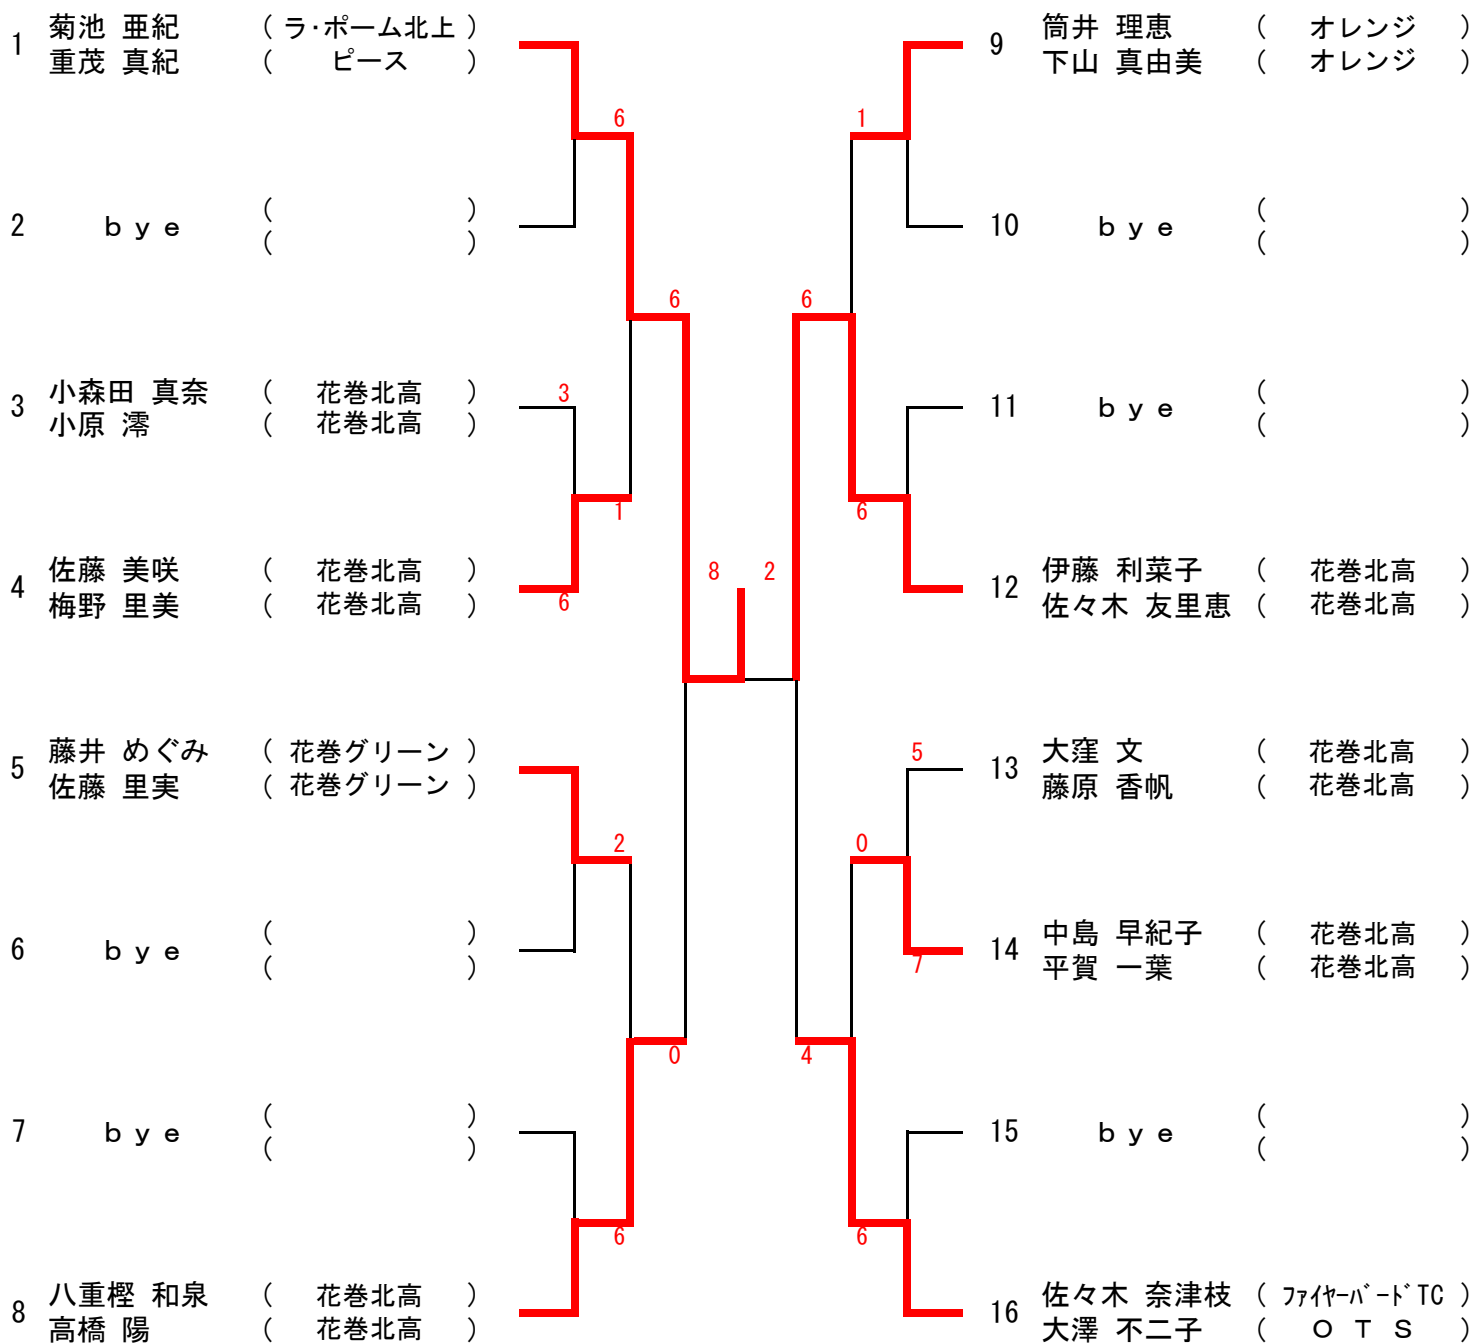 1 菊池 亜紀 ( ラ・ポーム北上 )
重茂 真紀 ( ピース )
6
2 ｂｙｅ ( )
( )
6
3 小森田 真奈 ( 花巻北高 ) 3
小原 澪 ( 花巻北高 )
1
4 佐藤 美咲 ( 花巻北高 )
梅野 里美 ( 花巻北高 ) 6
8 2
5 藤井 めぐみ ( 花巻グリーン )
佐藤 里実 ( 花巻グリーン )
2
6 ｂｙｅ ( )
( )
0
7 ｂｙｅ ( )
( )
6
8 八重樫 和泉 ( 花巻北高 )
高橋 陽 ( 花巻北高 )
9 筒井 理恵 ( オレンジ )
下山 真由美 ( オレンジ )
1
10 ｂｙｅ ( )
( )
6
11 ｂｙｅ ( )
( )
6
12 伊藤 利菜子 ( 花巻北高 )
佐々木 友里恵 ( 花巻北高 )
5 13 大窪 文 ( 花巻北高 )
藤原 香帆 ( 花巻北高 )
0
14 中島 早紀子 ( 花巻北高 )
7 平賀 一葉 ( 花巻北高 )
4
15 ｂｙｅ ( )
( )
6
16 佐々木 奈津枝 ( ﾌｧｲﾔｰﾊﾞｰﾄﾞTC )
大澤 不二子 ( ＯＴＳ )